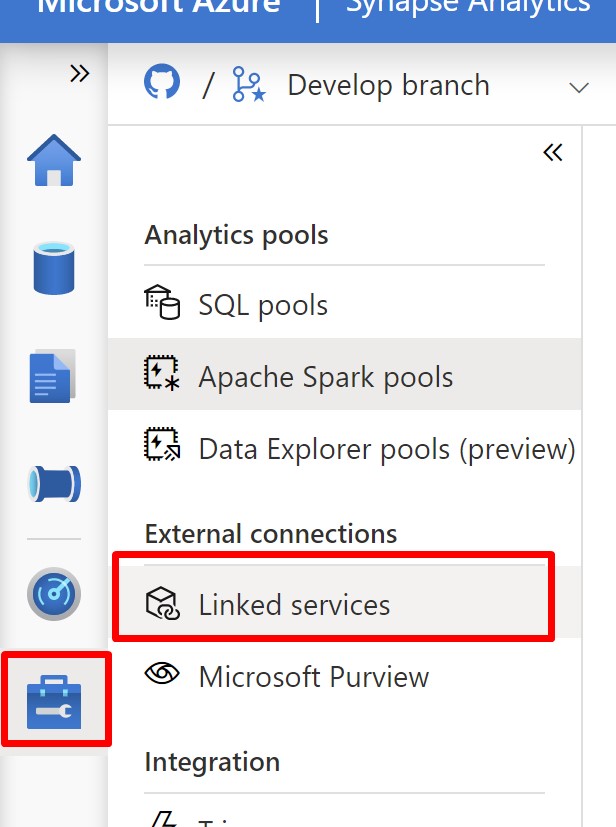 Microsoft Azure | Synapse Analytics
/ Develop branch
Analytics pools
SQL pools
Apache Spark pools
Data Explorer pools (preview)
External connections
Linked services
Microsoft Purview
Integration